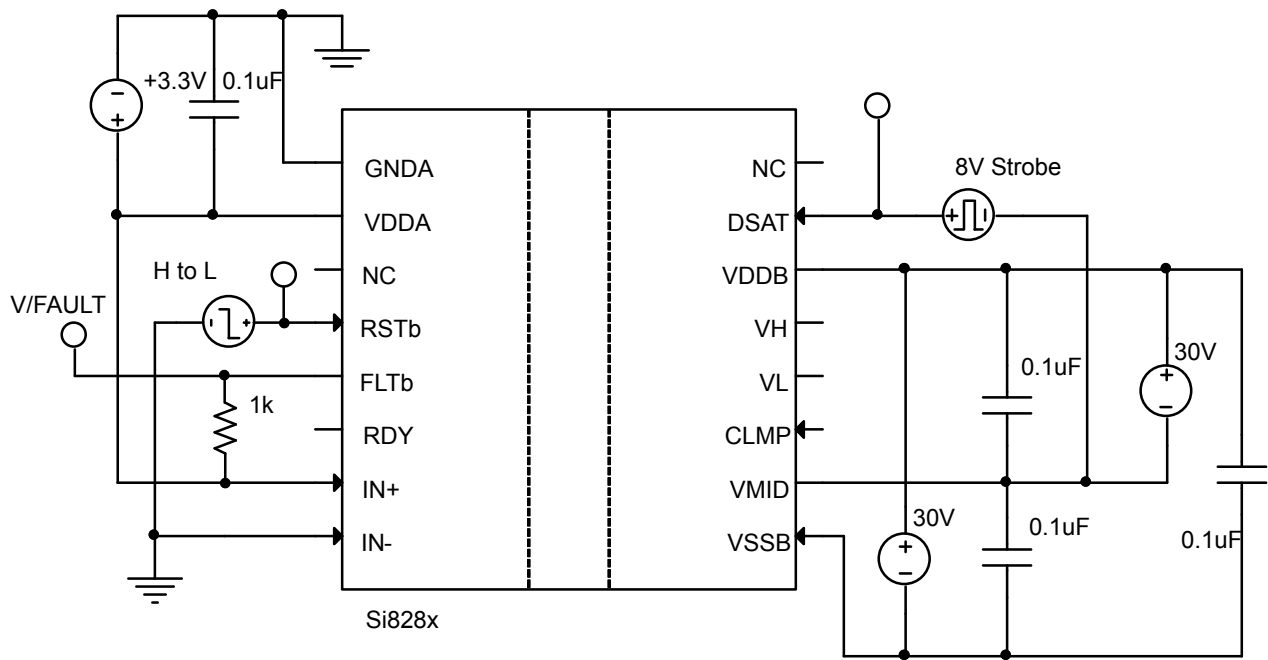 +3.3V
0.1uF
GNDA
VDDA
NC
H to L
V/FAULT
RSTb
FLTb
1k
RDY
IN+
IN-
Si828x
NC
8V Strobe
DSAT
VDDB
VH
VL
CLMP
VMID
VSSB
0.1uF
30V
30V
0.1uF
0.1uF